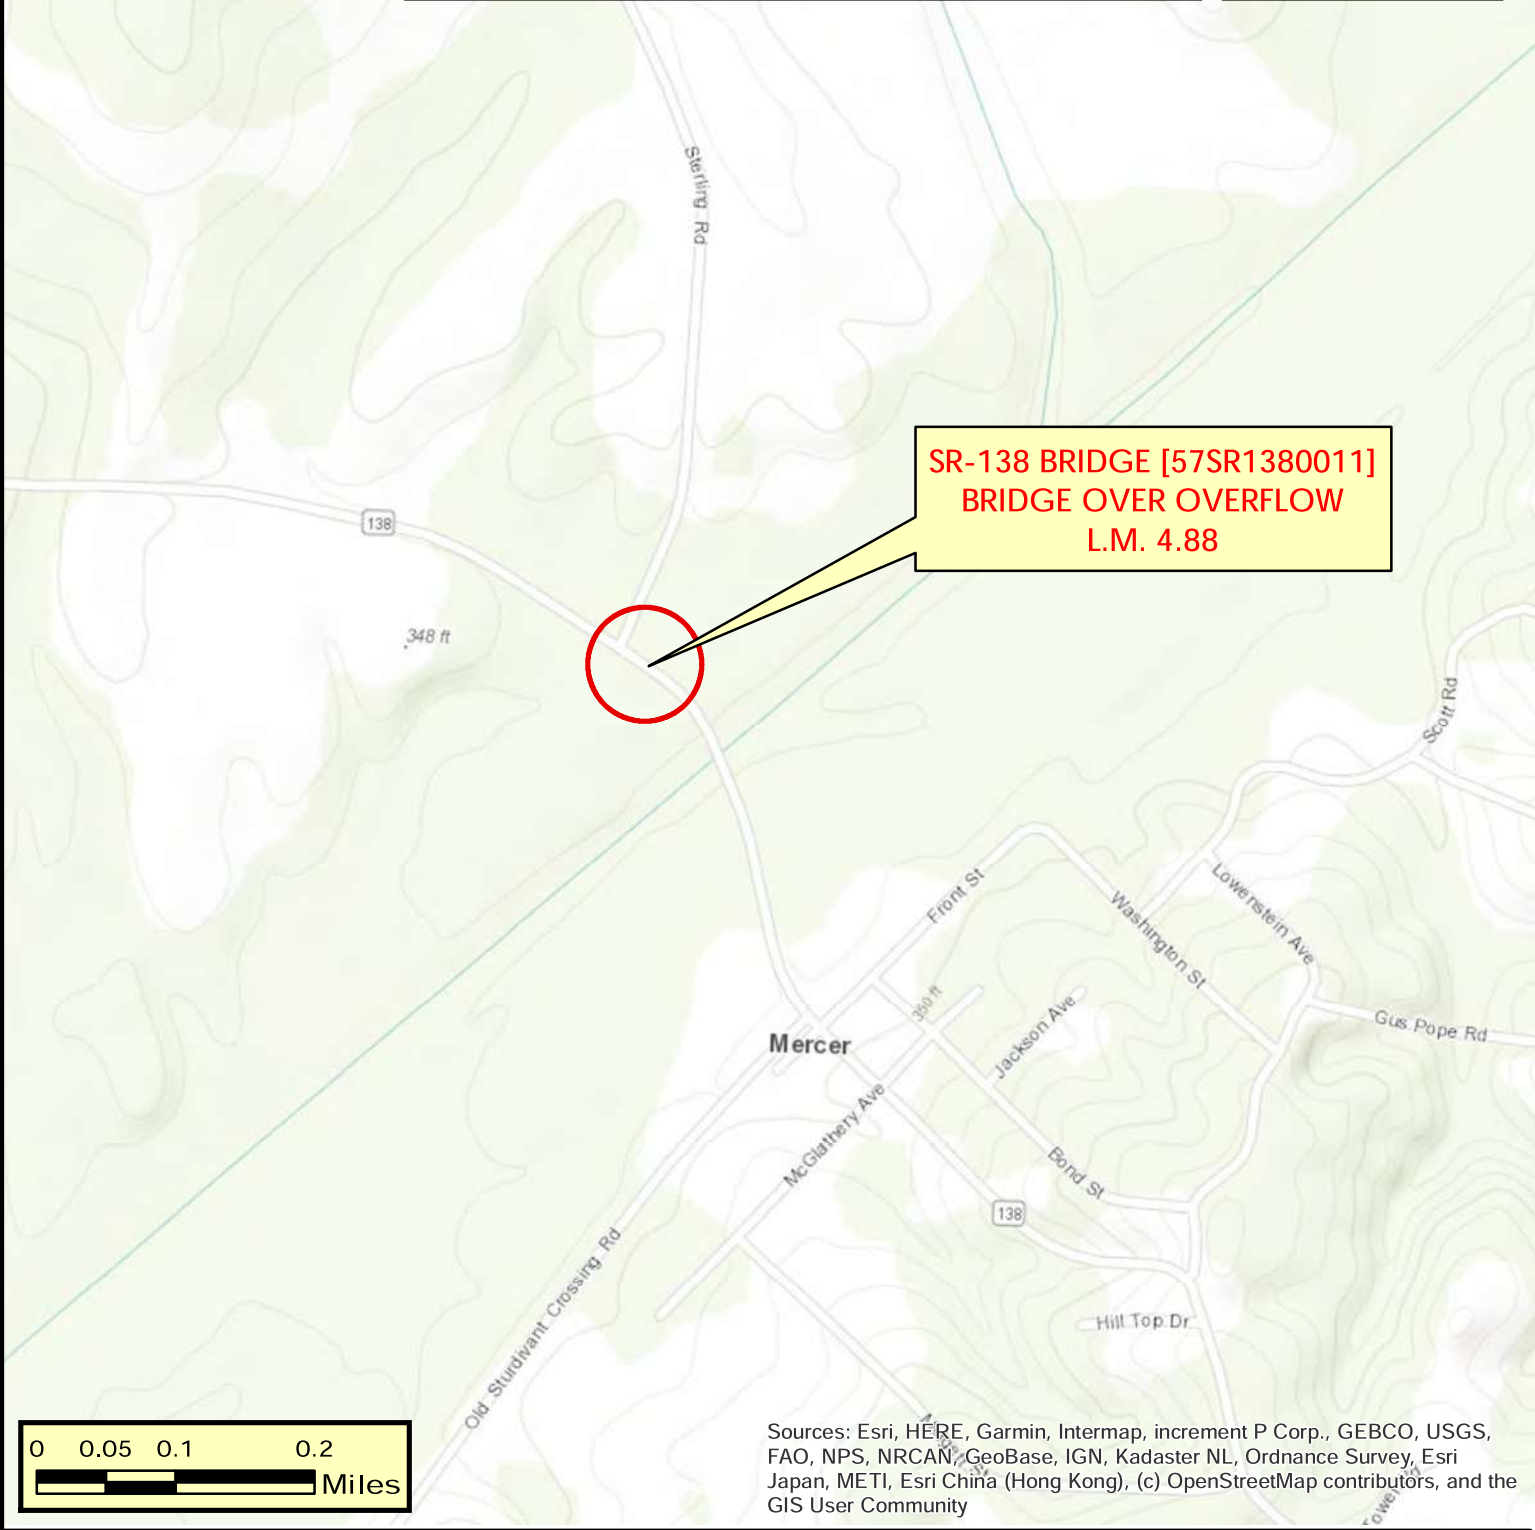 Sterling Rd
SR-138 BRIDGE [57SR1380011]
BRIDGE OVER OVERFLOW
L.M. 4.88
138
348 ft
Scott Rd
Front St
Lowenstein Ave
Washington St
350 ft
Jackson Ave
Gus Pope Rd
Mercer
McGlathery Ave
Bond St
138
Old Sturdivant Crossing Rd
Hill Top Dr
0 0.05 0.1 0.2
Miles
Sources: Esri, HERE, Garmin, Intermap, increment P Corp., GEBCO, USGS,
FAO, NPS, NRCAN, GeoBase, IGN, Kadaster NL, Ordnance Survey, Esri
Japan, METI, Esri China (Hong Kong), (c) OpenStreetMap contributors, and the
GIS User Community